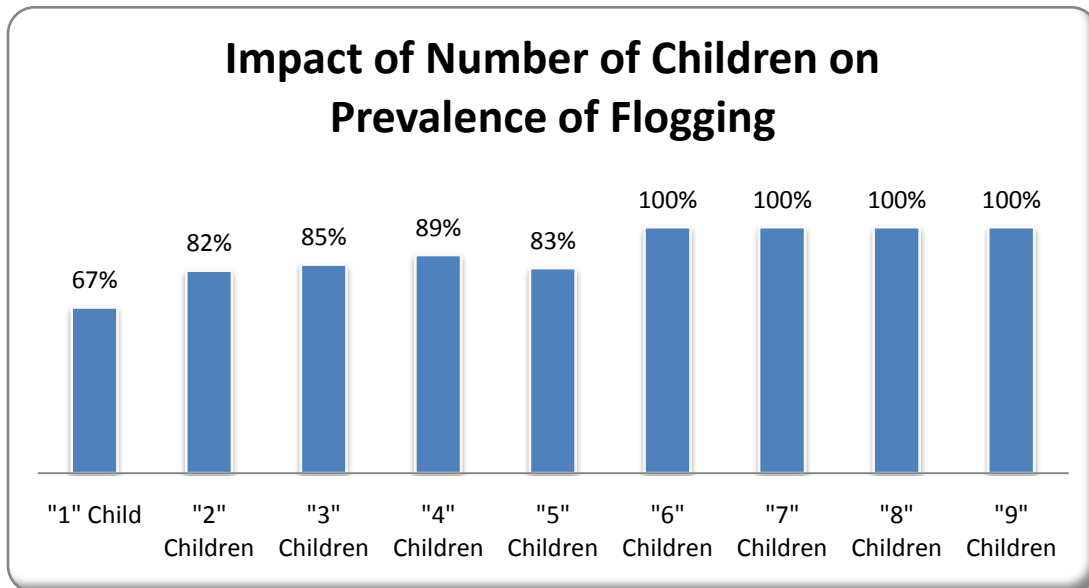 Impact of Number of Children on
Prevalence of Flogging
67%
82%
85%
89%
83%
100%
100%
100%
100%
"1" Child
"2"
Children
"3"
Children
"4"
Children
"5"
Children
"6"
Children
"7"
Children
"8"
Children
"9"
Children